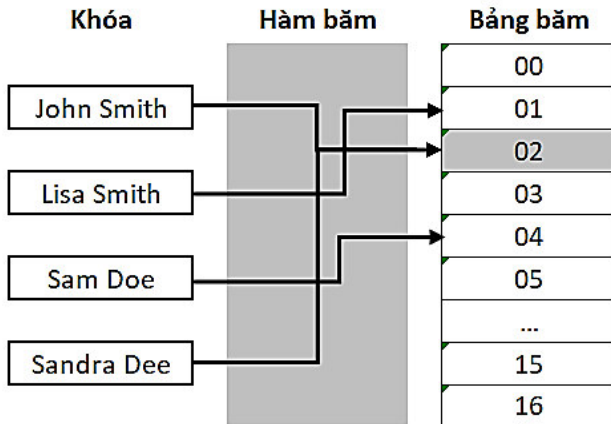 Khóa
Hàm băm
Bảng băm
John Smith
Lisa Smith
Sam Doe
Sandra Dee
00
01
02
03
04
05
...
15
16